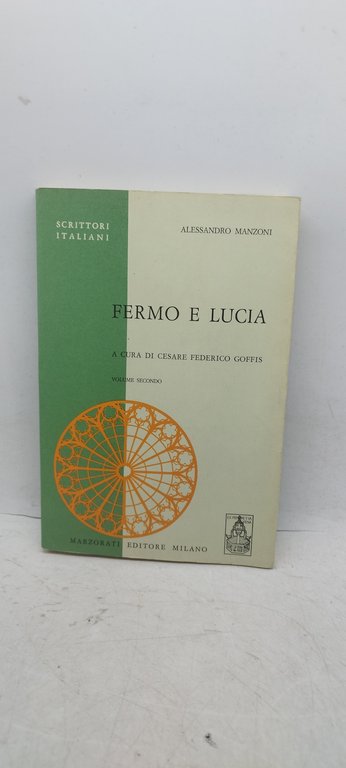 SCRITTORI
ITALIANI
ALESSANDRO MANZONI
FERMO E LUCIA
A CURA DI CESARE FEDERICO GOFFIS
VOLUME SECONDO
MARZORATI EDITORE MILANO